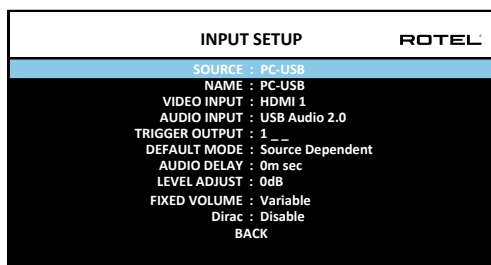 INPUT SETUP
ROTEL
SOURCE : PC-USB
NAME : PC-USB
VIDEO INPUT : HDMI 1
AUDIO INPUT : USB Audio 2.0
TRIGGER OUTPUT : 1 _ _
DEFAULT MODE : Source Dependent
AUDIO DELAY : 0m sec
LEVEL ADJUST : 0dB
FIXED VOLUME : Variable
Dirac : Disable
BACK